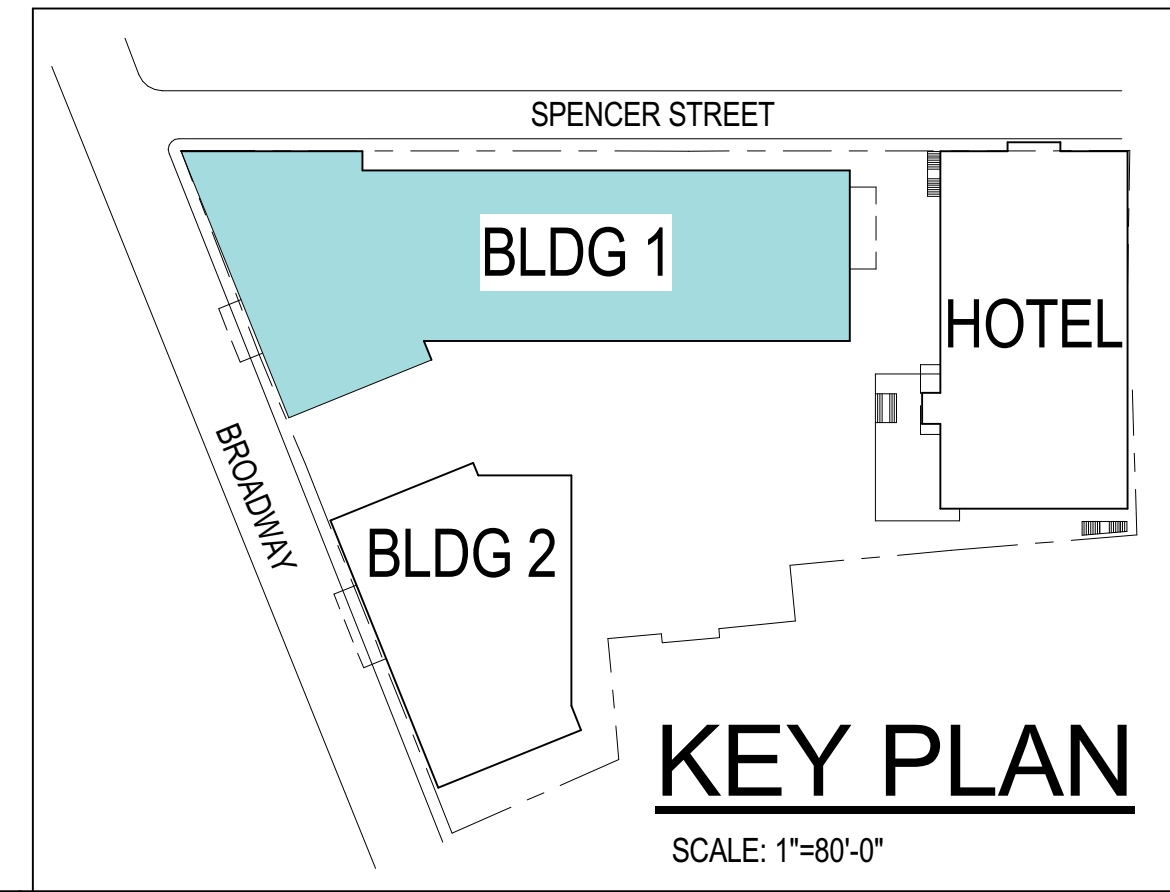 SPENCER STREET
BLDG 1
HOTEL
BROADWAY
BLDG 2
KEY PLAN
SCALE: 1"=80'-0"